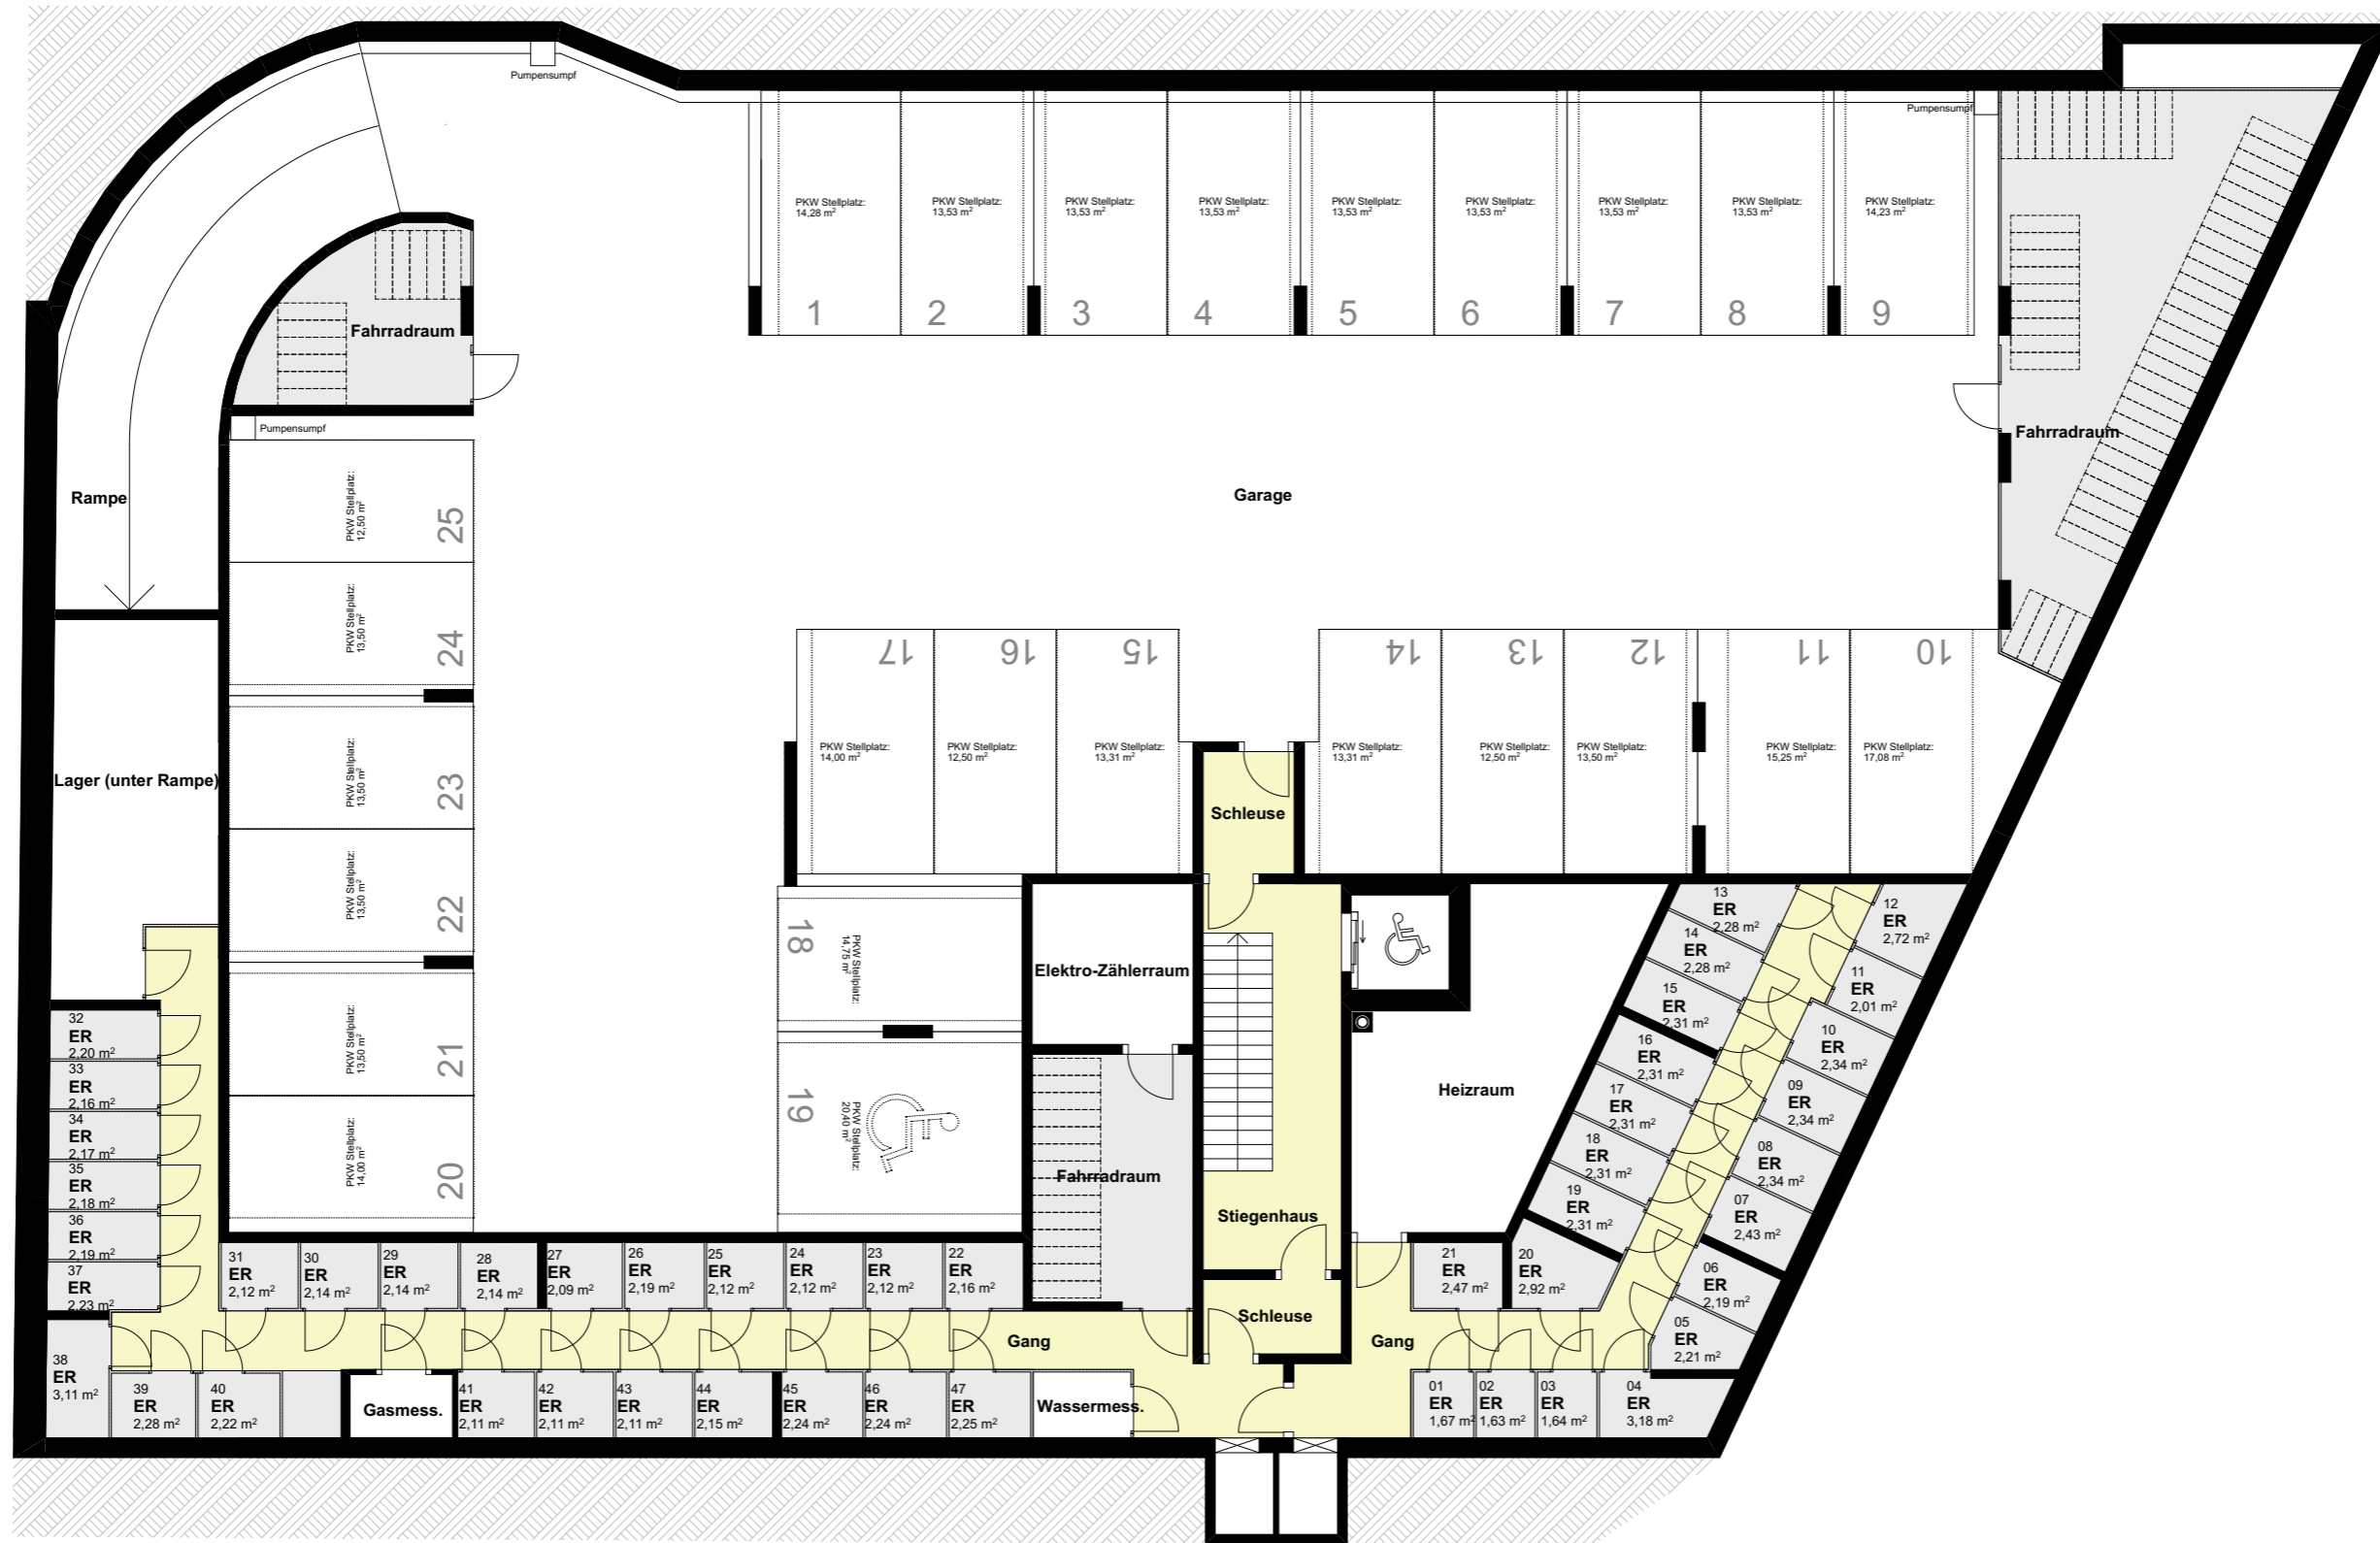 Pumpensumpf
Pumpensumpf
PKW Stellplatz:
14,28 m²
1
PKW Stellplatz:
13,53 m²
2
PKW Stellplatz:
13,53 m²
3
PKW Stellplatz:
13,53 m²
4
PKW Stellplatz:
13,53 m²
5
PKW Stellplatz:
13,53 m²
6
PKW Stellplatz:
13,53 m²
7
PKW Stellplatz:
13,53 m²
8
PKW Stellplatz:
14,23 m²
9
Fahrradraum
Pumpensumpf
Fahrradraum
Rampe
Garage
PKW Stellplatz:
12,50 m²
25
PKW Stellplatz:
13,50 m²
24
PKW Stellplatz:
13,50 m²
23
PKW Stellplatz:
13,50 m²
22
PKW Stellplatz:
13,50 m²
21
PKW Stellplatz:
14,00 m²
20
17
PKW Stellplatz:
14,00 m²
16
PKW Stellplatz:
12,50 m²
15
PKW Stellplatz:
13,31 m²
14
PKW Stellplatz:
13,31 m²
13
PKW Stellplatz:
12,50 m²
12
PKW Stellplatz:
13,50 m²
11
PKW Stellplatz:
15,25 m²
10
PKW Stellplatz:
17,08 m²
Lager (unter Rampe)
Schleuse
18
PKW Stellplatz:
14,75 m²
19
PKW Stellplatz:
20,40 m²
Elektro-Zählerraum
Fahrradraum
Stiegenhaus
Heizraum
Schleuse
Gang
Gang
13
ER
2,28 m²
14
ER
2,28 m²
15
ER
2,31 m²
16
ER
2,31 m²
17
ER
2,31 m²
18
ER
2,31 m²
19
ER
2,31 m²
20
ER
2,92 m²
21
ER
2,47 m²
12
ER
2,72 m²
11
ER
2,01 m²
10
ER
2,34 m²
09
ER
2,34 m²
08
ER
2,34 m²
07
ER
2,43 m²
06
ER
2,19 m²
05
ER
2,21 m²
32
ER
2,20 m²
33
ER
2,16 m²
34
ER
2,17 m²
35
ER
2,18 m²
36
ER
2,19 m²
37
ER
2,23 m²
31
ER
2,12 m²
30
ER
2,14 m²
29
ER
2,14 m²
28
ER
2,14 m²
27
ER
2,09 m²
26
ER
2,19 m²
25
ER
2,12 m²
24
ER
2,12 m²
23
ER
2,12 m²
22
ER
2,16 m²
38
ER
3,11 m²
39
ER
2,28 m²
40
ER
2,22 m²
Gasmess.
41
ER
2,11 m²
42
ER
2,11 m²
43
ER
2,11 m²
44
ER
2,15 m²
45
ER
2,24 m²
46
ER
2,24 m²
47
ER
2,25 m²
Wassermess.
01
ER
1,67 m²
02
ER
1,63 m²
03
ER
1,64 m²
04
ER
3,18 m²